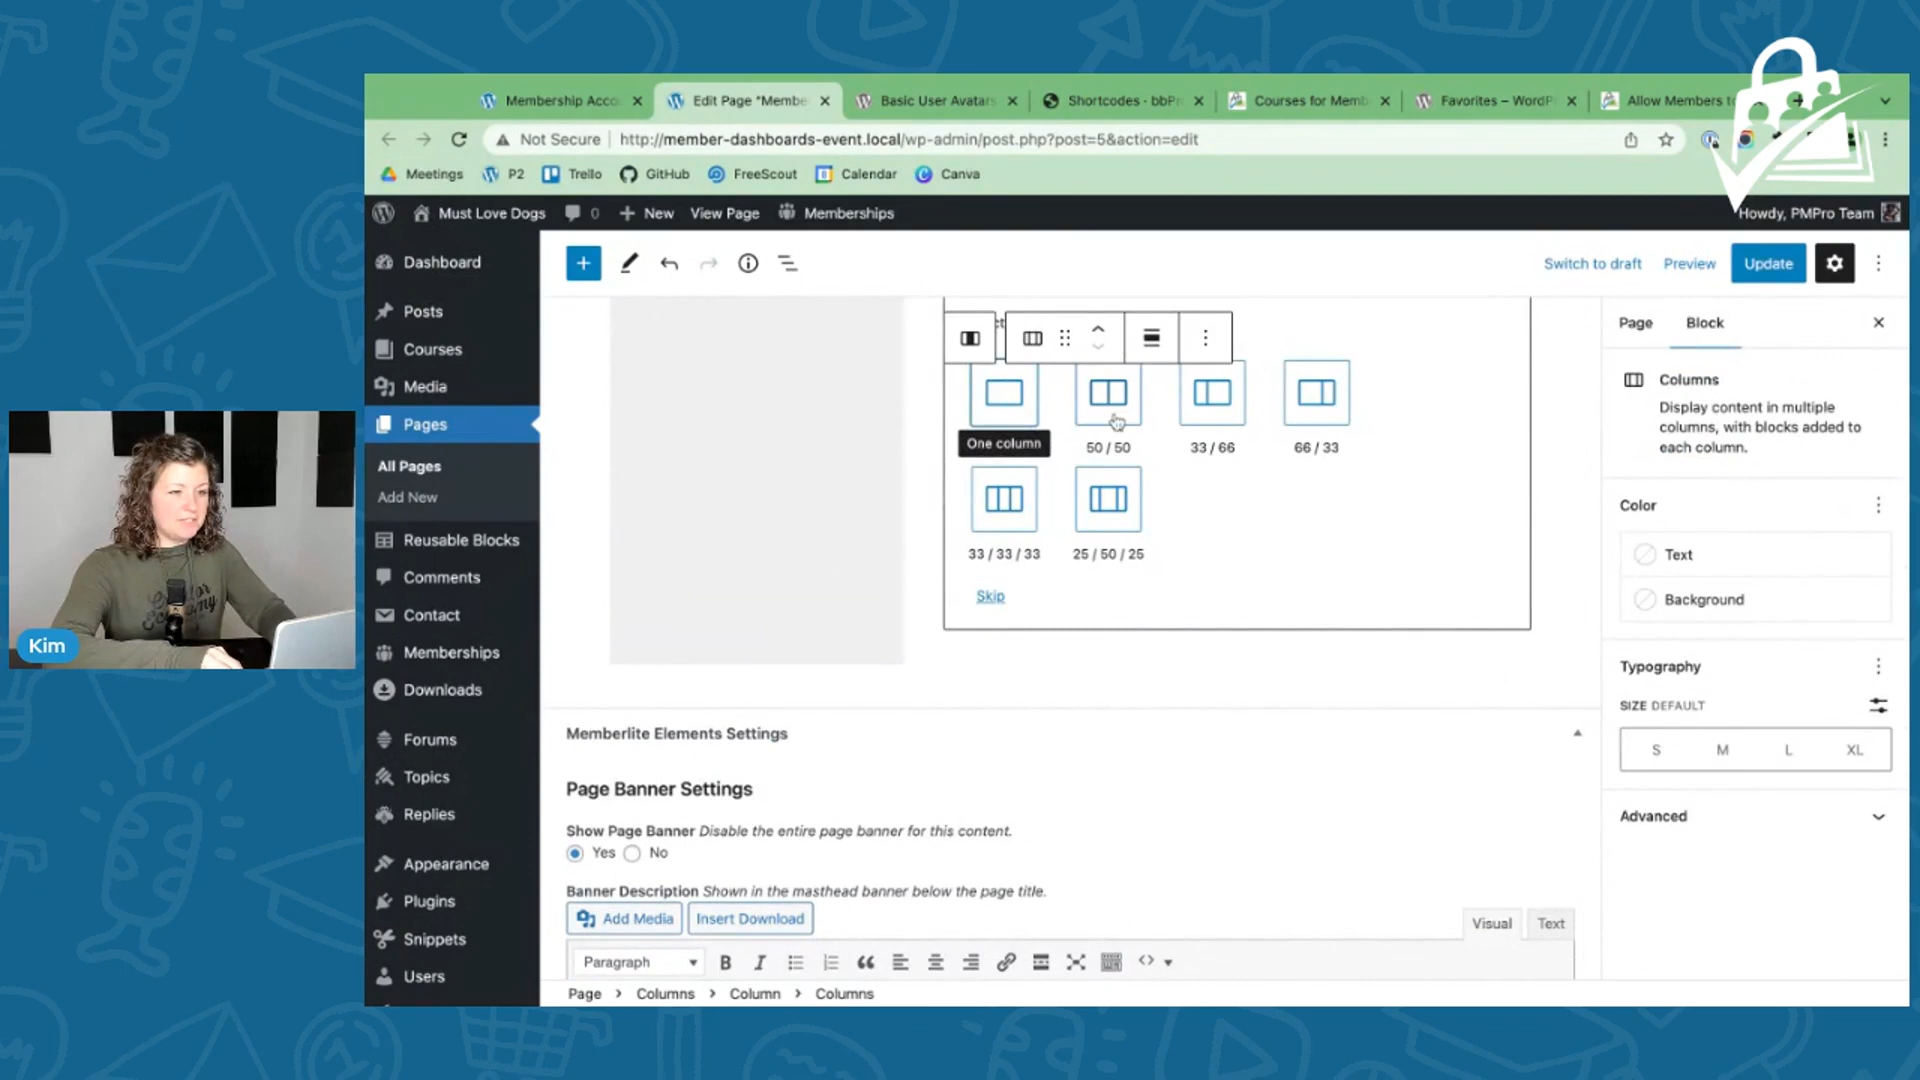 Membership Acco
Edit Page "Membe
Basic User Avatars
Shortcodes · bbPr
Courses for Memb
Favorites – WordP
Allow Members to
Not Secure
http://member-dashboards-event.local/wp-admin/post.php?post=5&action=edit
Meetings
P2
Trello
GitHub
FreeScout
Calendar
Canva
Must Love Dogs
0
New
View Page
Memberships
Howdy, PMPro Team
Dashboard
Posts
Courses
Media
Pages
All Pages
Add New
Reusable Blocks
Comments
Contact
Memberships
Downloads
Forums
Topics
Replies
Appearance
Plugins
Snippets
Users
Switch to draft
Preview
Update
One column
50 / 50
33 / 66
66 / 33
33 / 33 / 33
25 / 50 / 25
Skip
Memberlite Elements Settings
Page Banner Settings
Show Page Banner Disable the entire page banner for this content.
Yes
No
Banner Description Shown in the masthead banner below the page title.
Add Media
Insert Download
Visual
Text
Paragraph
B
I
Page > Columns > Column > Columns
Page
Block
Columns
Display content in multiple
columns, with blocks added to
each column.
Color
Text
Background
Typography
SIZE DEFAULT
S
M
L
XL
Advanced
Kim